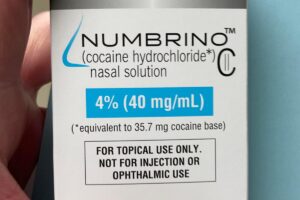 NUMBRINO™
(cocaine hydrochloride*) CII
nasal solution
4% (40 mg/mL)
(*equivalent to 35.7 mg cocaine base)
FOR TOPICAL USE ONLY.
NOT FOR INJECTION OR
OPHTHALMIC USE